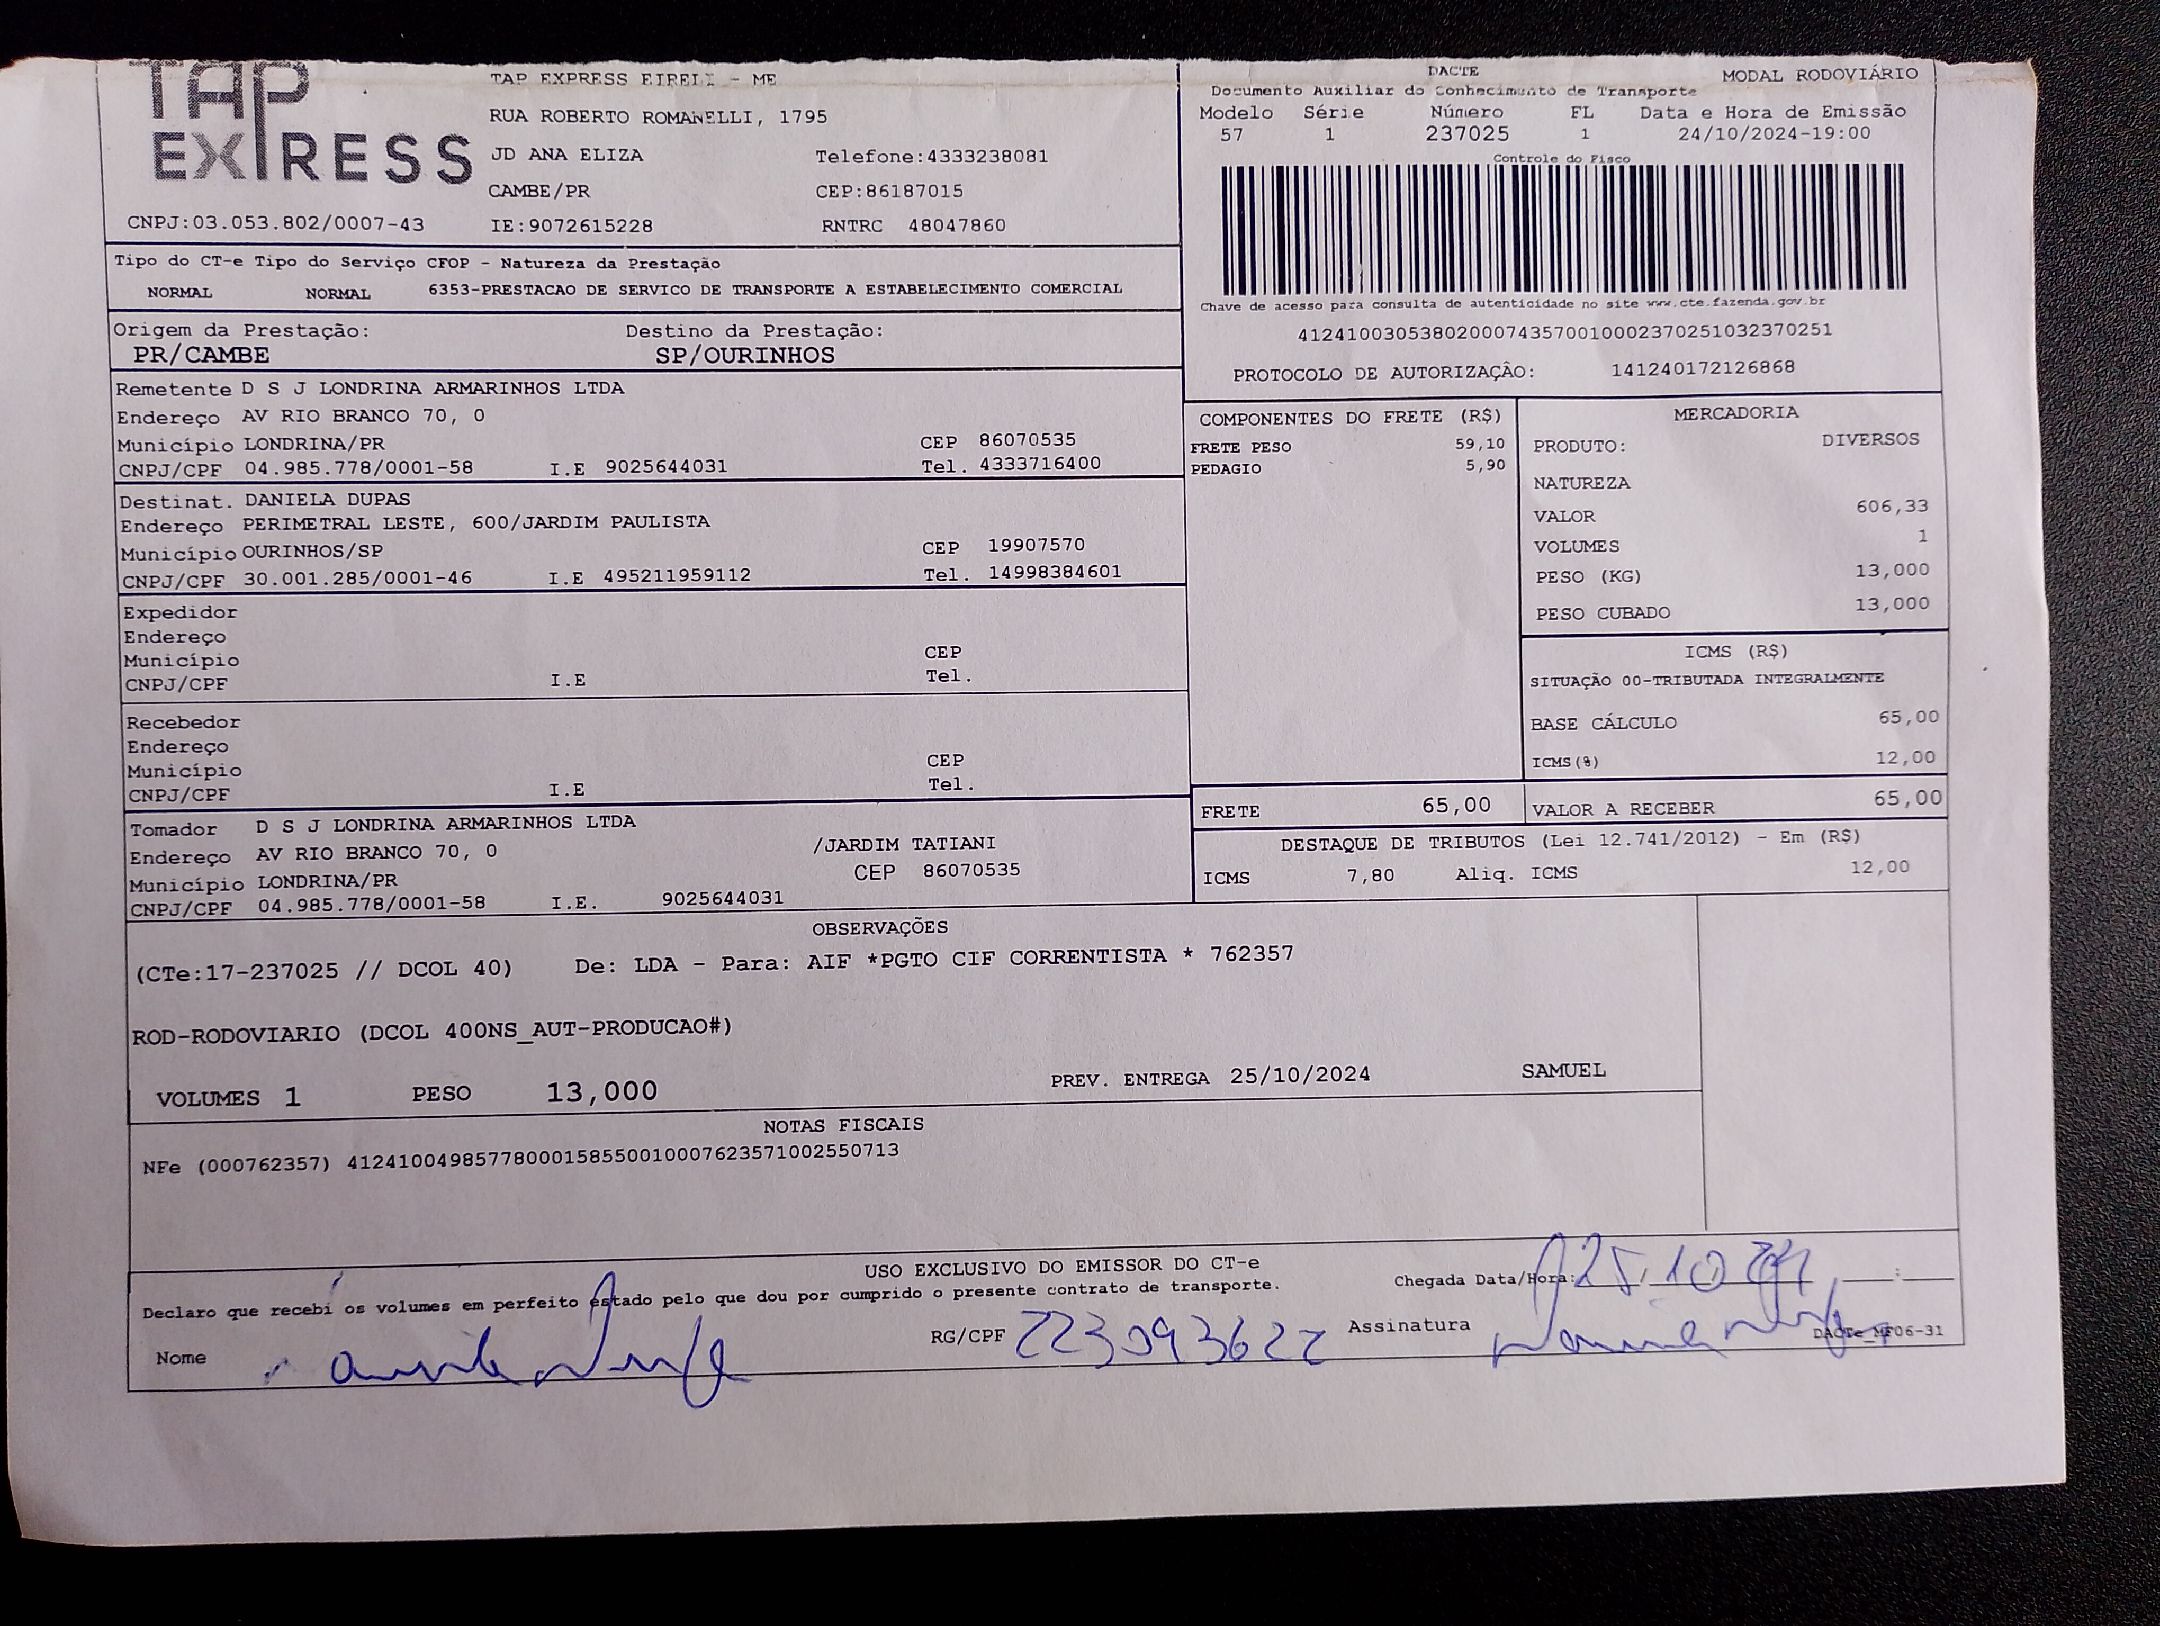 TAP
EXPRESS
TAP EXPRESS EIRELI - ME
RUA ROBERTO ROMANELLI, 1795
JD ANA ELIZA Telefone:4333238081
CAMBE/PR CEP:86187015
CNPJ:03.053.802/0007-43 IE:9072615228 RNTRC 48047860
DACTE MODAL RODOVIÁRIO
Documento Auxiliar do Conhecimento de Transporte
Modelo Série Número FL Data e Hora de Emissão
57 1 237025 1 24/10/2024-19:00
Controle do Fisco
Chave de acesso para consulta de autenticidade no site www.cte.fazenda.gov.br
41241003053802000743570010002370251032370251
PROTOCOLO DE AUTORIZAÇÃO: 141240172126868
Tipo do CT-e Tipo do Serviço CFOP - Natureza da Prestação
NORMAL NORMAL 6353-PRESTACAO DE SERVICO DE TRANSPORTE A ESTABELECIMENTO COMERCIAL
Origem da Prestação: Destino da Prestação:
PR/CAMBE SP/OURINHOS
Remetente D S J LONDRINA ARMARINHOS LTDA
Endereço AV RIO BRANCO 70, 0
Município LONDRINA/PR CEP 86070535
CNPJ/CPF 04.985.778/0001-58 I.E 9025644031 Tel. 4333716400
Destinat. DANIELA DUPAS
Endereço PERIMETRAL LESTE, 600/JARDIM PAULISTA
Município OURINHOS/SP CEP 19907570
CNPJ/CPF 30.001.285/0001-46 I.E 495211959112 Tel. 14998384601
Expedidor
Endereço
Município CEP
CNPJ/CPF I.E Tel.
Recebedor
Endereço
Município CEP
CNPJ/CPF I.E Tel.
Tomador D S J LONDRINA ARMARINHOS LTDA
Endereço AV RIO BRANCO 70, 0 /JARDIM TATIANI
Município LONDRINA/PR CEP 86070535
CNPJ/CPF 04.985.778/0001-58 I.E. 9025644031
COMPONENTES DO FRETE (R$)
FRETE PESO 59,10
PEDAGIO 5,90
MERCADORIA
PRODUTO: DIVERSOS
NATUREZA
VALOR 606,33
VOLUMES 1
PESO (KG) 13,000
PESO CUBADO 13,000
ICMS (R$)
SITUAÇÃO 00-TRIBUTADA INTEGRALMENTE
BASE CÁLCULO 65,00
ICMS(%) 12,00
FRETE 65,00 VALOR A RECEBER 65,00
DESTAQUE DE TRIBUTOS (Lei 12.741/2012) - Em (R$)
ICMS 7,80 Aliq. ICMS 12,00
OBSERVAÇÕES
(CTe:17-237025 // DCOL 40) De: LDA - Para: AIF *PGTO CIF CORRENTISTA * 762357
ROD-RODOVIARIO (DCOL 400NS_AUT-PRODUCAO#)
VOLUMES 1 PESO 13,000 PREV. ENTREGA 25/10/2024 SAMUEL
NOTAS FISCAIS
NFe (000762357) 41241004985778000158550010007623571002550713
USO EXCLUSIVO DO EMISSOR DO CT-e
Declaro que recebi os volumes em perfeito estado pelo que dou por cumprido o presente contrato de transporte.
Chegada Data/Hora: 25.10.24 :
Nome RG/CPF 223093622 Assinatura
DACTe_MF06-31